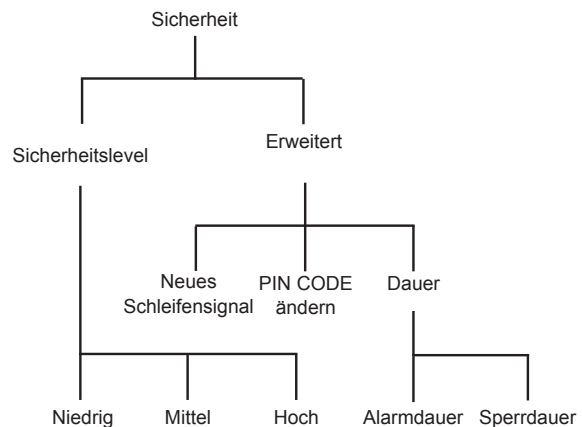 Sicherheit
Sicherheitslevel
Erweitert
Neues
Schleifensignal
PIN CODE
ändern
Dauer
Niedrig
Mittel
Hoch
Alarmdauer
Sperrdauer